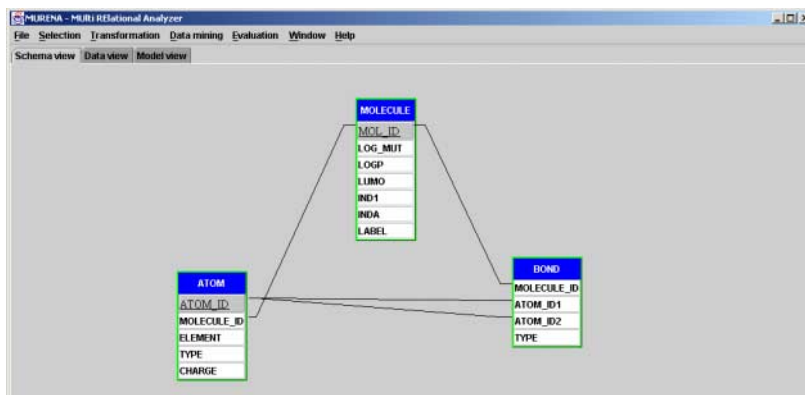 MURENA - MUlti RElational Analyzer
File Selection Transformation Data mining Evaluation Window Help
Schema view Data view Model view
MOLECULE
MOL_ID
LOG_MUT
LOGP
LUMO
IND1
INDA
LABEL
ATOM
ATOM_ID
MOLECULE_ID
ELEMENT
TYPE
CHARGE
BOND
MOLECULE_ID
ATOM_ID1
ATOM_ID2
TYPE